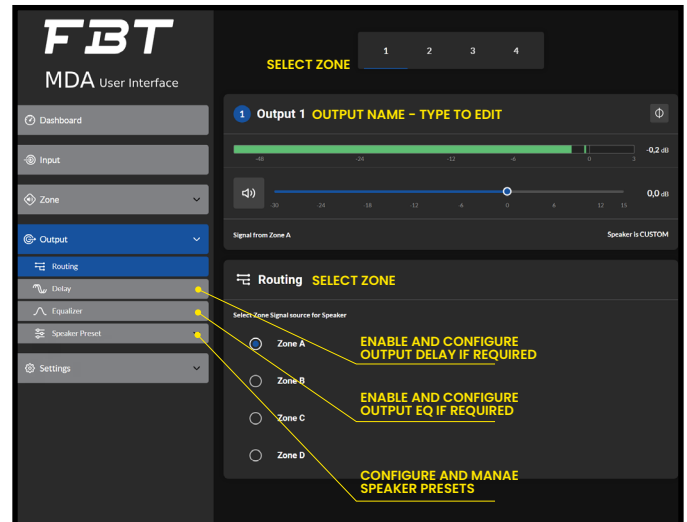 FBT
MDA User Interface
Dashboard
Input
Zone
Output
Routing
Delay
Equalizer
Speaker Preset
Settings
SELECT ZONE
1 2 3 4
1 Output 1 OUTPUT NAME - TYPE TO EDIT
-0,2 dB
-48 -24 -12 -6 0 3
0,0 dB
-30 -24 -18 -12 -6 0 6 12 15
Signal from Zone A Speaker is CUSTOM
Routing SELECT ZONE
Select Zone Signal source for Speaker
Zone A
Zone B
Zone C
Zone D
ENABLE AND CONFIGURE
OUTPUT DELAY IF REQUIRED
ENABLE AND CONFIGURE
OUTPUT EQ IF REQUIRED
CONFIGURE AND MANAE
SPEAKER PRESETS